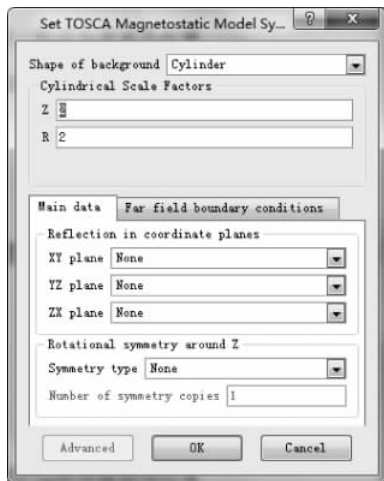 Set TOSCA Magnetostatic Model Sy...
Shape of background Cylinder
Cylindrical Scale Factors
Z
R 2
Main data Far field boundary conditions
Reflection in coordinate planes
XY plane None
YZ plane None
ZX plane None
Rotational symmetry around Z
Symmetry type None
Number of symmetry copies 1
Advanced OK Cancel